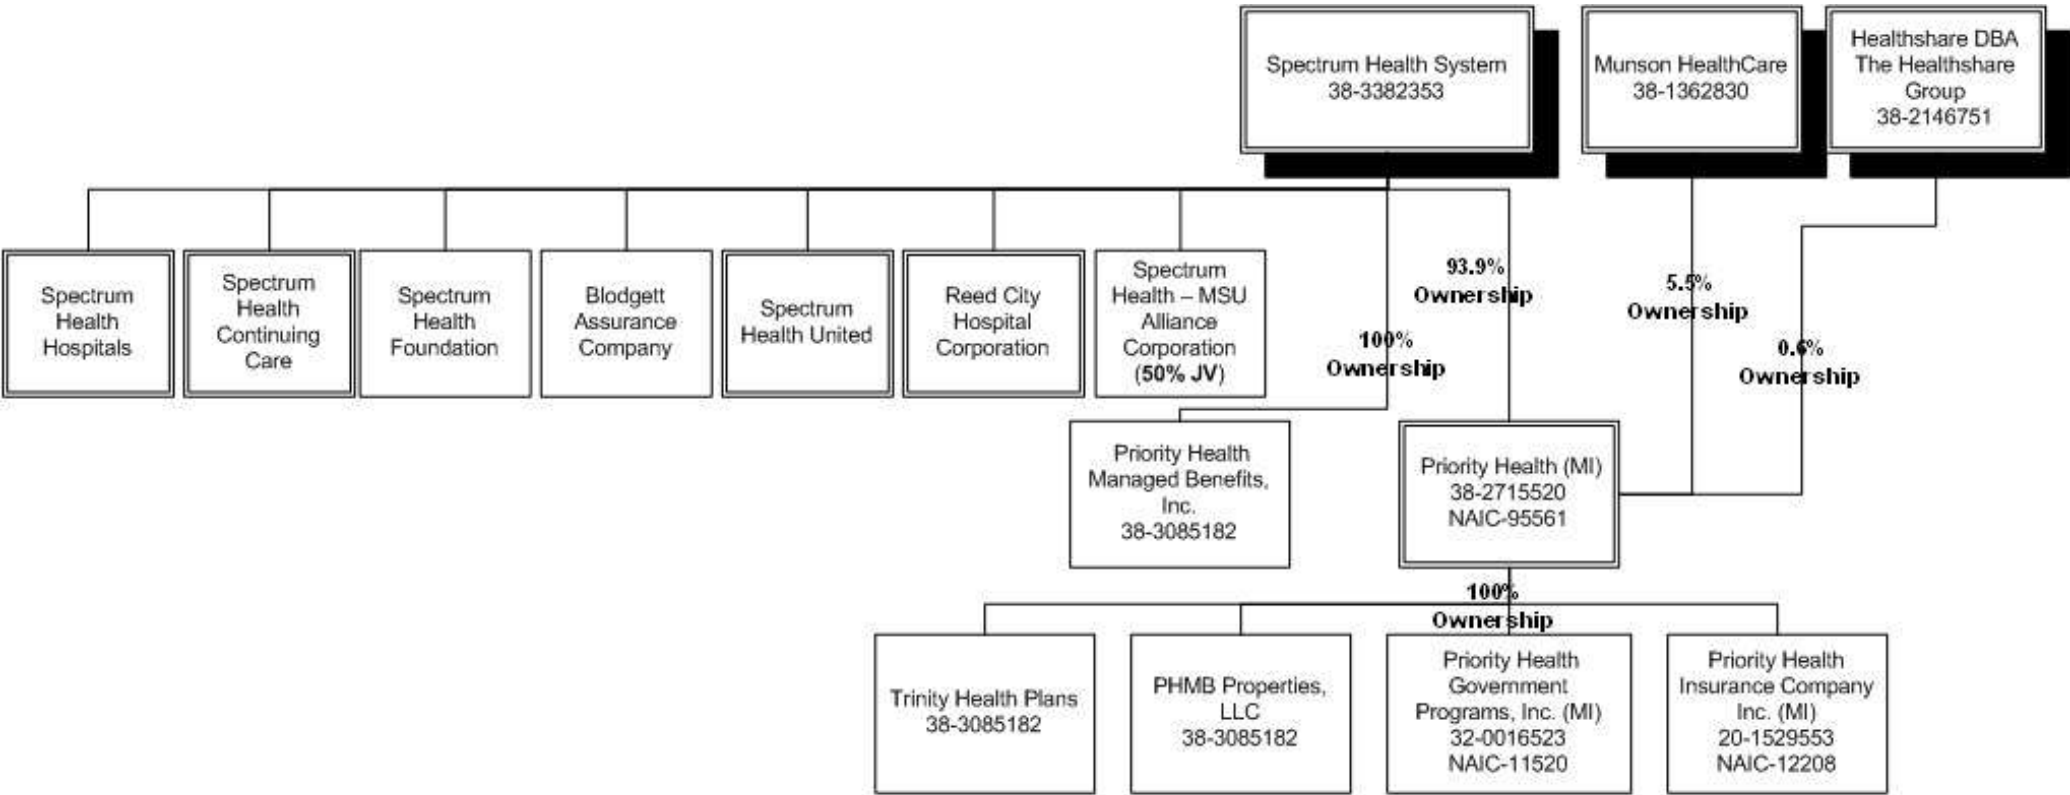 Spectrum Health System
38-3382353
Munson HealthCare
38-1362830
Healthshare DBA
The Healthshare
Group
38-2146751
Spectrum
Health
Hospitals
Spectrum
Health
Continuing
Care
Spectrum
Health
Foundation
Blodgett
Assurance
Company
Spectrum
Health United
Reed City
Hospital
Corporation
Spectrum
Health – MSU
Alliance
Corporation
(50% JV)
100%
Ownership
93.9%
Ownership
5.5%
Ownership
0.6%
Ownership
Priority Health
Managed Benefits,
Inc.
38-3085182
Priority Health (MI)
38-2715520
NAIC-95561
100%
Ownership
Trinity Health Plans
38-3085182
PHMB Properties,
LLC
38-3085182
Priority Health
Government
Programs, Inc. (MI)
32-0016523
NAIC-11520
Priority Health
Insurance Company
Inc. (MI)
20-1529553
NAIC-12208